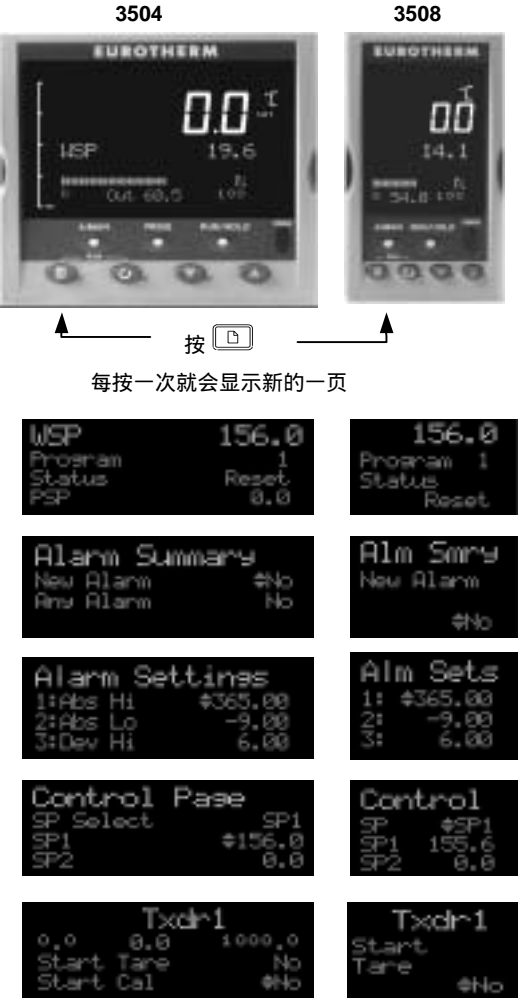 3504
3508
EUROTHERM
EUROTHERM
0.0 °C
00 °C
WSP 19.6
14.1
0 Out 60.5 100
0 54.8 100
按
每按一次就会显示新的一页
WSP 156.0
Program 1
Status Reset
PSP 0.0
156.0
Program 1
Status
Reset
Alarm Summary
New Alarm No
Any Alarm No
Alm Smry
New Alarm
No
Alarm Settings
1:Abs Hi 365.00
2:Abs Lo -9.00
3:Dev Hi 6.00
Alm Sets
1: 365.00
2: -9.00
3: 6.00
Control Page
SP Select SP1
SP1 156.0
SP2 0.0
Control
SP SP1
SP1 155.6
SP2 0.0
Txdr1
0.0 0.0 1000.0
Start Tare No
Start Cal No
Txdr1
Start
Tare
No